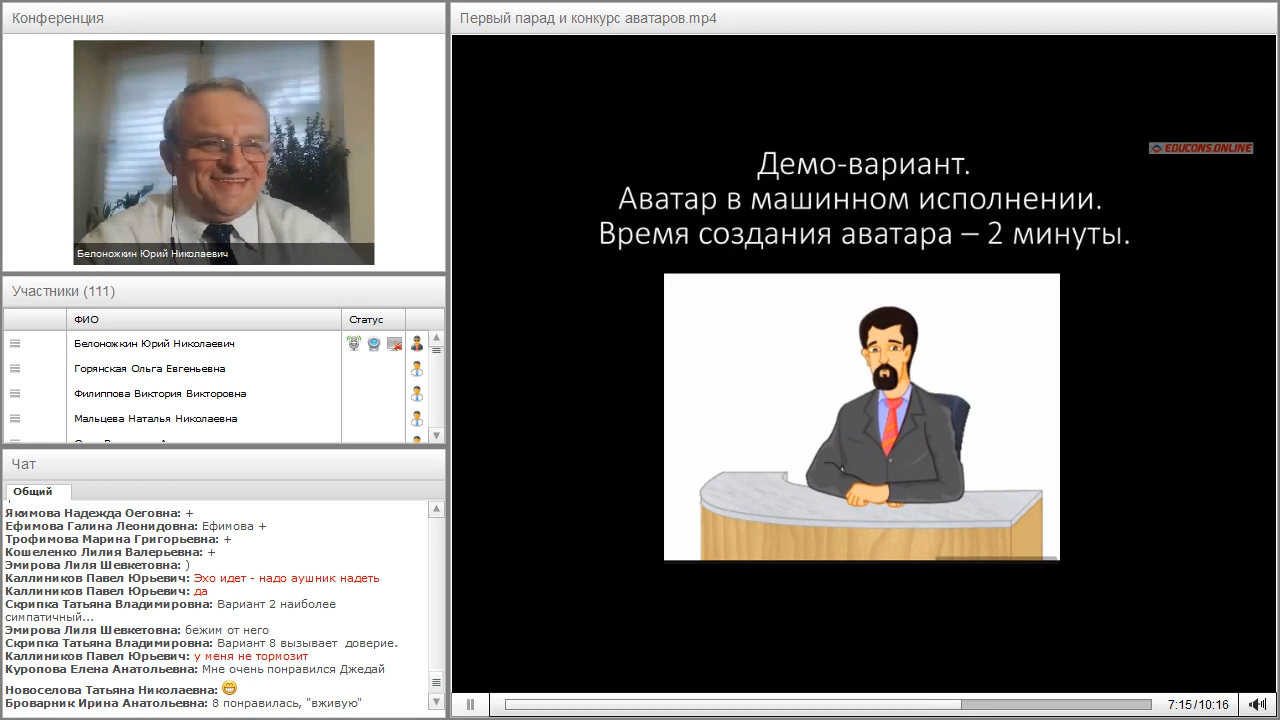 Конференция
Белоножкин Юрий Николаевич
Участники (111)
ФИО
Статус
Белоножкин Юрий Николаевич
Горянская Ольга Евгеньевна
Филиппова Виктория Викторовна
Мальцева Наталья Николаевна
Чат
Общий
Якимова Надежда Оеговна: +
Ефимова Галина Леонидовна: Ефимова +
Трофимова Марина Григорьевна: +
Кошеленко Лилия Валерьевна: +
Эмирова Лиля Шевкетовна: )
Каллиников Павел Юрьевич: Эхо идет - надо аушник надеть
Каллиников Павел Юрьевич: да
Скрипка Татьяна Владимировна: Вариант 2 наиболее
симпатичный...
Эмирова Лиля Шевкетовна: бежим от него
Скрипка Татьяна Владимировна: Вариант 8 вызывает доверие.
Каллиников Павел Юрьевич: у меня не тормозит
Куропова Елена Анатольевна: Мне очень понравился Джедай
Новоселова Татьяна Николаевна:
Броварник Ирина Анатольевна: 8 понравилась, "вживую"
Первый парад и конкурс аватаров.mp4
EDUCONS.ONLINE
Демо-вариант.
Аватар в машинном исполнении.
Время создания аватара – 2 минуты.
7:15/10:16